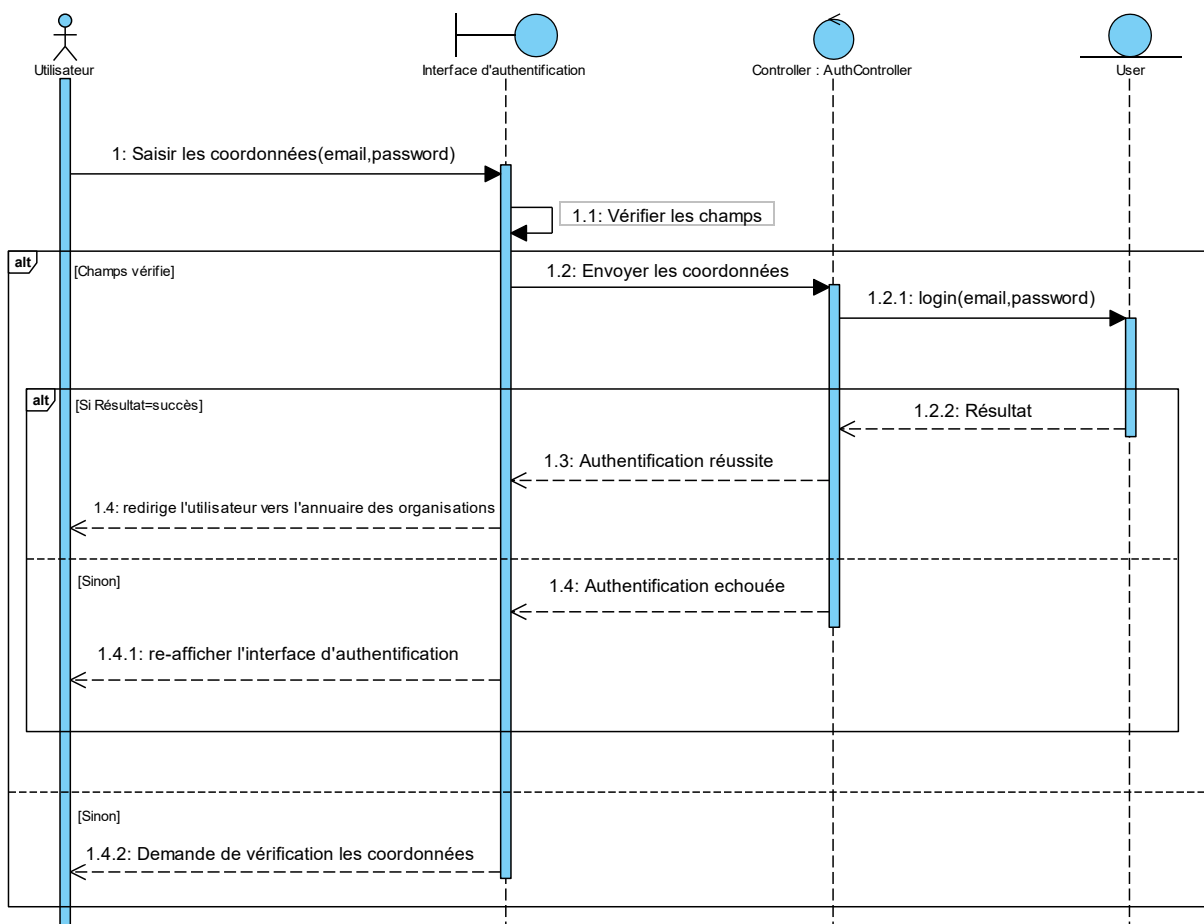 Utilisateur
Interface d'authentification
Controller : AuthController
User
1: Saisir les coordonnées(email,password)
1.1: Vérifier les champs
alt
[Champs vérifie]
1.2: Envoyer les coordonnées
1.2.1: login(email,password)
alt
[Si Résultat=succès]
1.2.2: Résultat
1.3: Authentification réussite
1.4: redirige l'utilisateur vers l'annuaire des organisations
[Sinon]
1.4: Authentification echouée
1.4.1: re-afficher l'interface d'authentification
[Sinon]
1.4.2: Demande de vérification les coordonnées